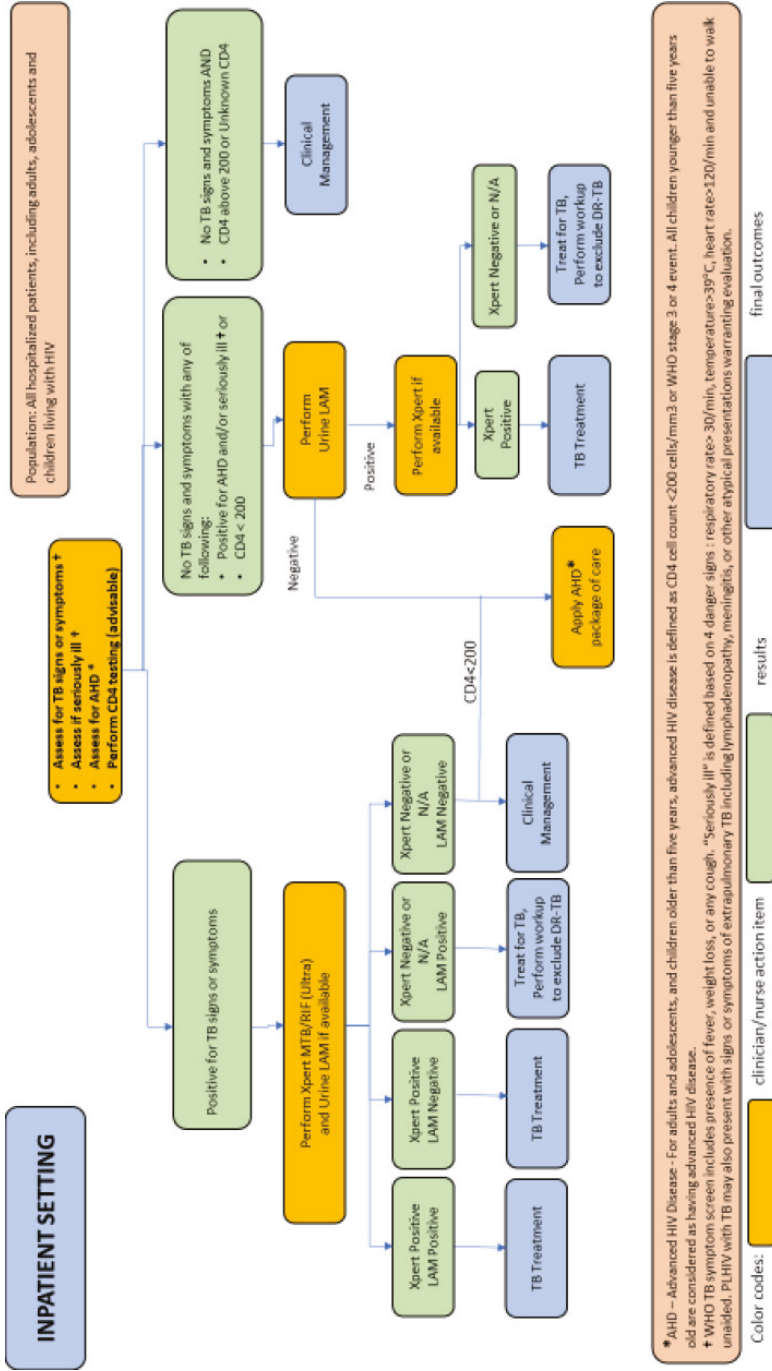 INPATIENT SETTING
Population: All hospitalized patients, including adults, adolescents and
children living with HIV
• Assess for TB signs or symptoms †
• Assess if seriously ill †
• Assess for AHD *
• Perform CD4 testing (advisable)
Positive for TB signs or symptoms
No TB signs and symptoms with any of
following:
• Positive for AHD and/or seriously ill † or
• CD4 < 200
• No TB signs and symptoms AND
• CD4 above 200 or Unknown CD4
Perform Xpert MTB/RIF (Ultra)
and Urine LAM if available
Perform
Urine LAM
Clinical
Management
Negative
Positive
Xpert Positive
LAM Positive
Xpert Positive
LAM Negative
Xpert Negative or
N/A
LAM Positive
Xpert Negative or
N/A
LAM Negative
Perform Xpert if
available
CD4<200
Xpert
Positive
Xpert Negative or N/A
TB Treatment
TB Treatment
Treat for TB,
Perform workup
to exclude DR-TB
Clinical
Management
Apply AHD*
package of care
TB Treatment
Treat for TB,
Perform workup
to exclude DR-TB
*AHD – Advanced HIV Disease - For adults and adolescents, and children older than five years, advanced HIV disease is defined as CD4 cell count <200 cells/mm3 or WHO stage 3 or 4 event. All children younger than five years
old are considered as having advanced HIV disease.
† WHO TB symptom screen includes presence of fever, weight loss, or any cough. "Seriously ill" is defined based on 4 danger signs : respiratory rate> 30/min, temperature>39°C, heart rate>120/min and unable to walk
unaided. PLHIV with TB may also present with signs or symptoms of extrapulmonary TB including lymphadenopathy, meningitis, or other atypical presentations warranting evaluation.
Color codes:
clinician/nurse action item
results
final outcomes